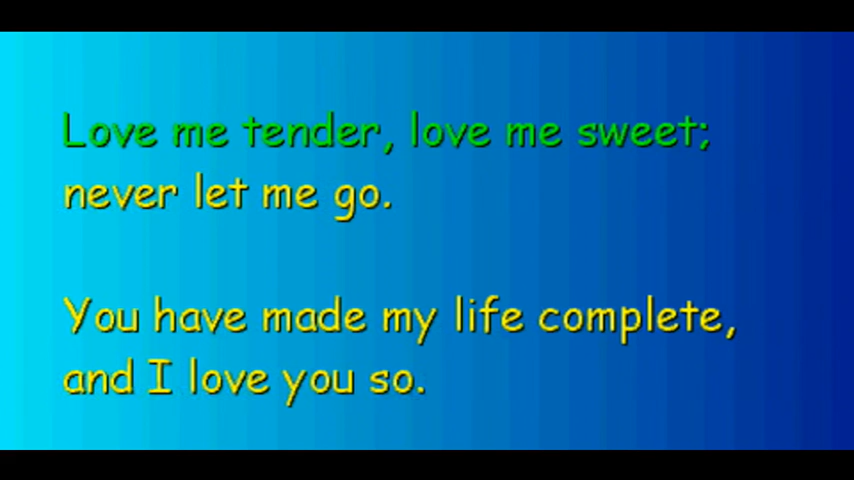 Love me tender, love me sweet;
never let me go.
You have made my life complete,
and I love you so.